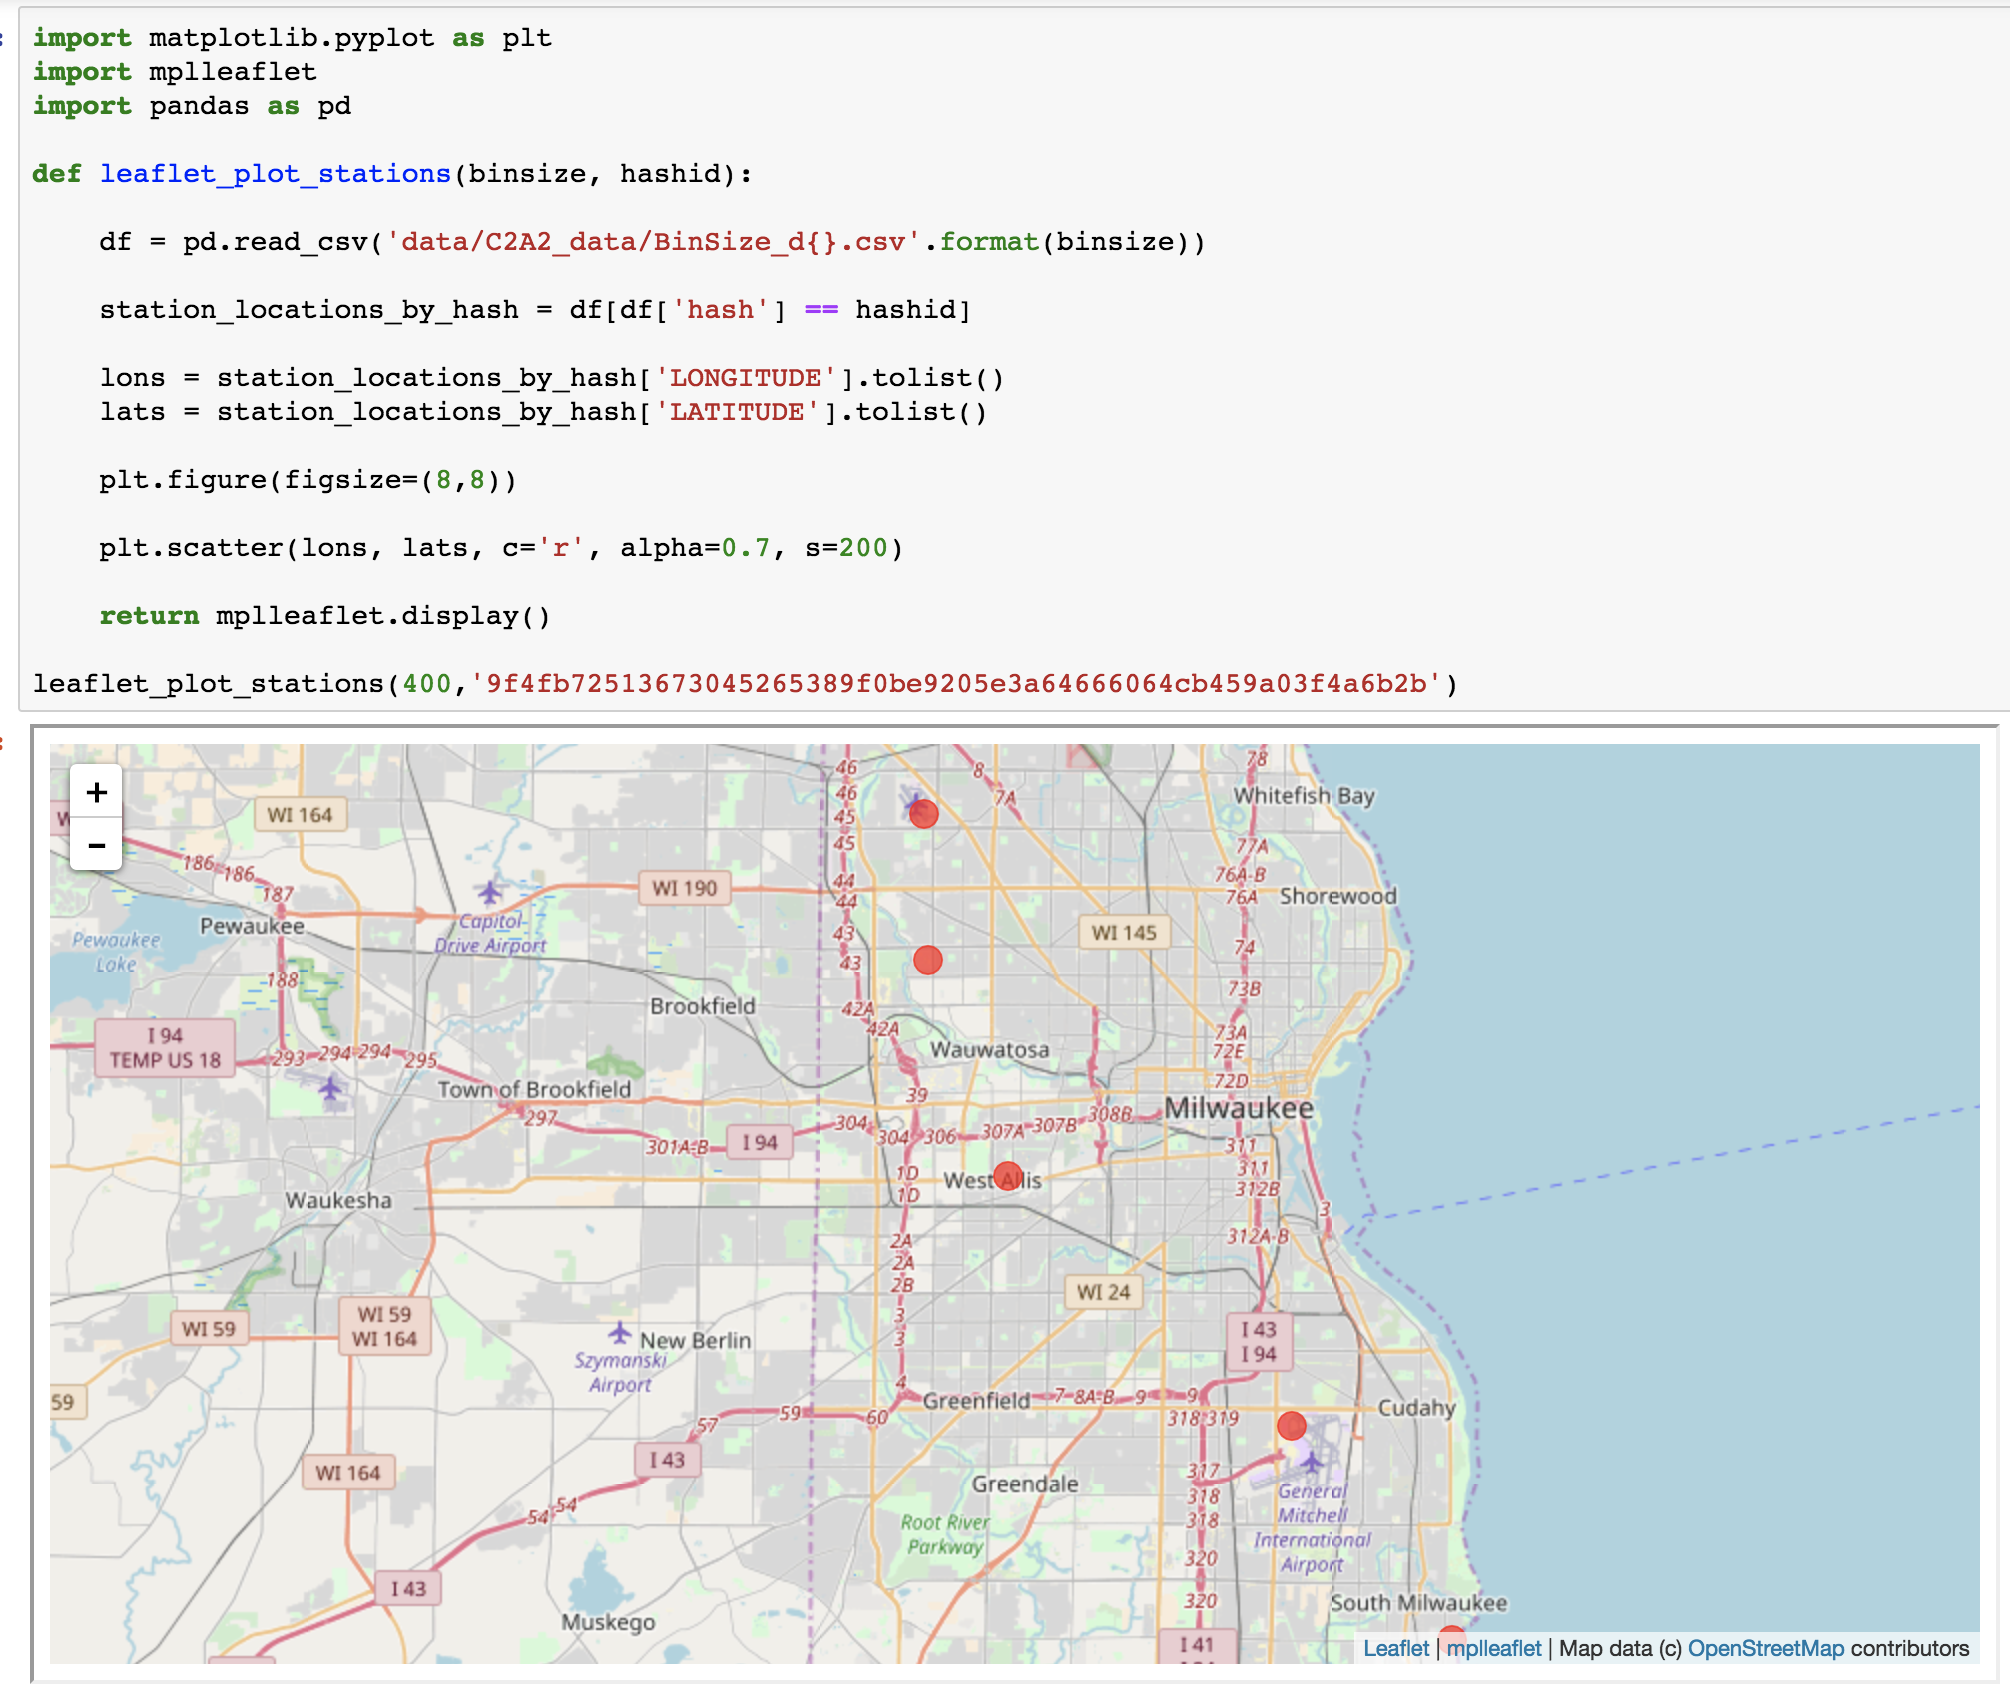 import matplotlib.pyplot as plt
import mplleaflet
import pandas as pd
def leaflet_plot_stations(binsize, hashid):
df = pd.read_csv('data/C2A2_data/BinSize_d{}.csv'.format(binsize))
station_locations_by_hash = df[df['hash'] == hashid]
lons = station_locations_by_hash['LONGITUDE'].tolist()
lats = station_locations_by_hash['LATITUDE'].tolist()
plt.figure(figsize=(8,8))
plt.scatter(lons, lats, c='r', alpha=0.7, s=200)
return mplleaflet.display()
leaflet_plot_stations(400,'9f4fb72513673045265389f0be9205e3a64666064cb459a03f4a6b2b')
+
−
46
8
78
46
7A
Whitefish Bay
WI 164
45
45
77A
186
186
187
44
WI 190
76A-B
44
76A
Shorewood
Pewaukee
Capitol
Drive Airport
43
WI 145
Pewaukee
Lake
74
43
188
73B
Brookfield
42A
42A
73A
I 94
TEMP US 18
293
294
294
295
Wauwatosa
72E
Town of Brookfield
39
72D
297
304
308B
Milwaukee
301A-B
I 94
304
306
307A
307B
311
1D
West Allis
311
1D
312B
Waukesha
3
2A
312A-B
2A
2B
WI 24
WI 59
WI 59
WI 164
3
3
New Berlin
I 43
I 94
Szymanski
Airport
4
Greenfield
7
8A-B
9
9
59
57
59
60
318
319
Cudahy
I 43
WI 164
Greendale
317
318
General
Mitchell
International
Airport
54
54
Root River
Parkway
318
320
I 43
320
South Milwaukee
Muskego
I 41
Leaflet | mplleaflet | Map data (c) OpenStreetMap contributors